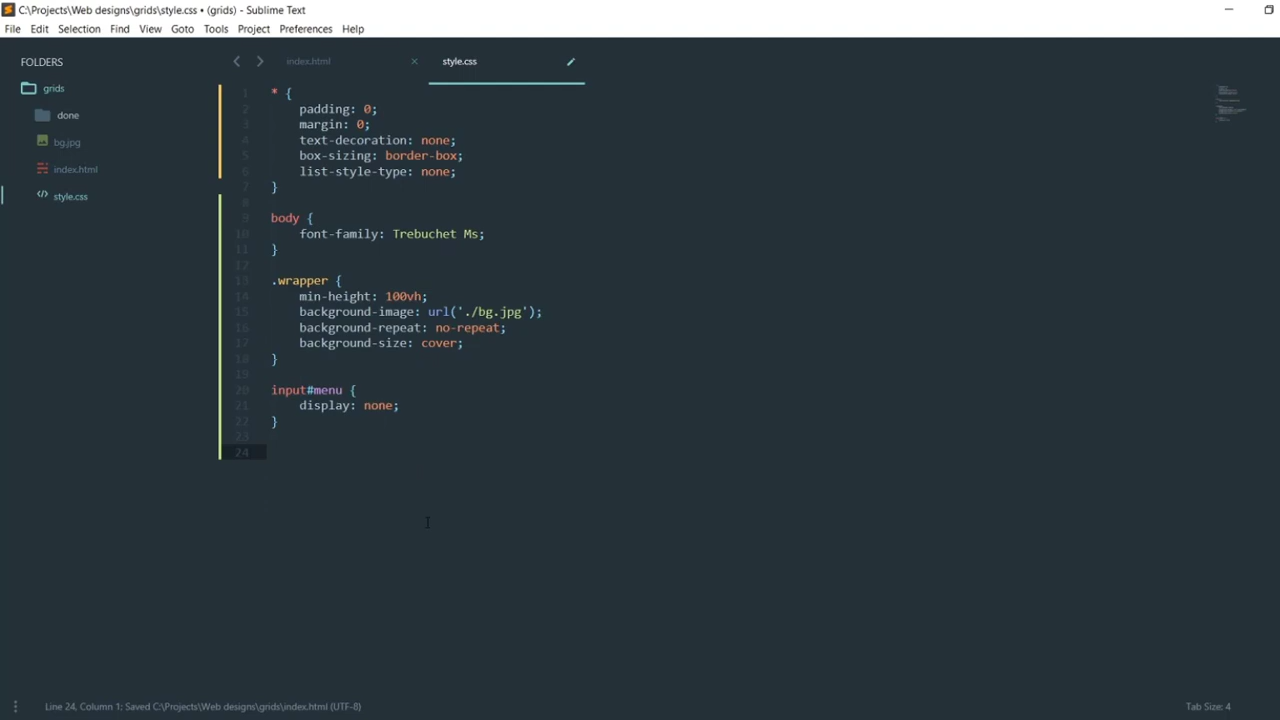 C:\Projects\Web designs\grids\style.css • (grids) - Sublime Text
File Edit Selection Find View Goto Tools Project Preferences Help
FOLDERS
grids
done
bg.jpg
index.html
style.css
index.html style.css
1 * {
2 padding: 0;
3 margin: 0;
4 text-decoration: none;
5 box-sizing: border-box;
6 list-style-type: none;
7 }
8
9 body {
10 font-family: Trebuchet Ms;
11 }
12
13 .wrapper {
14 min-height: 100vh;
15 background-image: url('./bg.jpg');
16 background-repeat: no-repeat;
17 background-size: cover;
18 }
19
20 input#menu {
21 display: none;
22 }
23
24
Line 24, Column 1; Saved C:\Projects\Web designs\grids\index.html (UTF-8)
Tab Size: 4